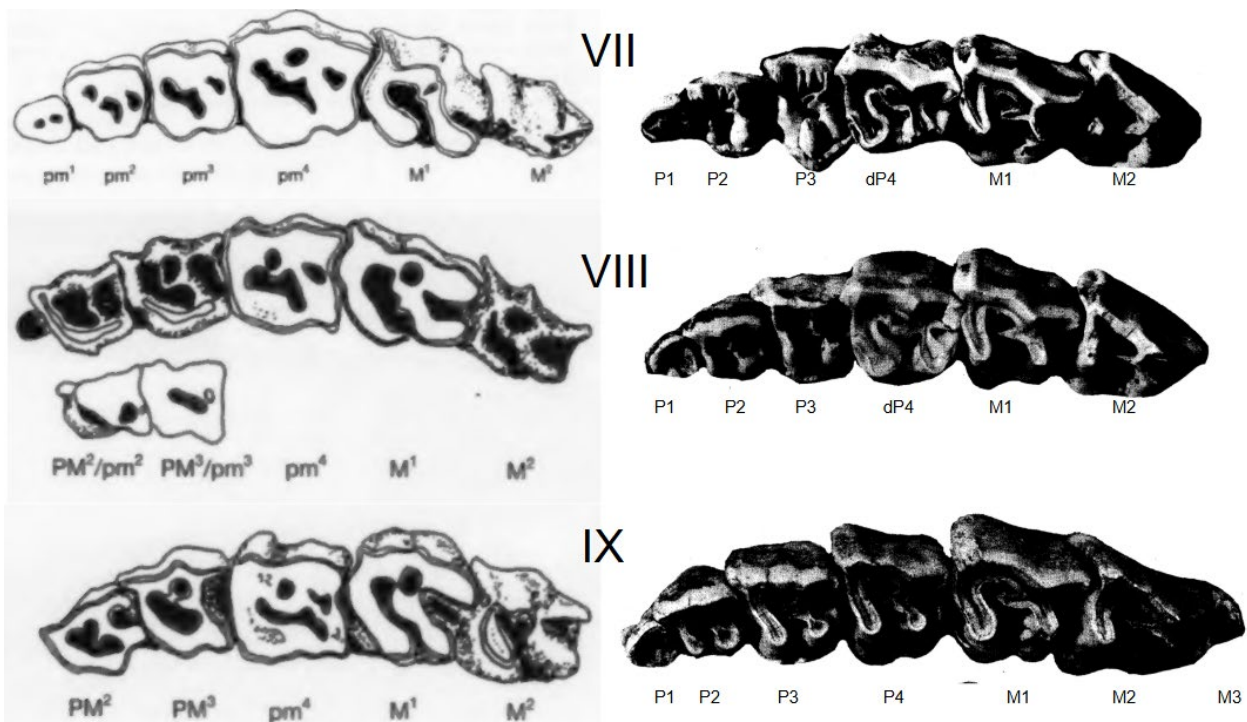 VII
pm¹ pm² pm³ pm⁴ M¹ M²
P1 P2 P3 dP4 M1 M2
VIII
PM²/pm² PM³/pm³ pm⁴ M¹ M²
P1 P2 P3 dP4 M1 M2
IX
PM² PM³ pm⁴ M¹ M²
P1 P2 P3 P4 M1 M2 M3